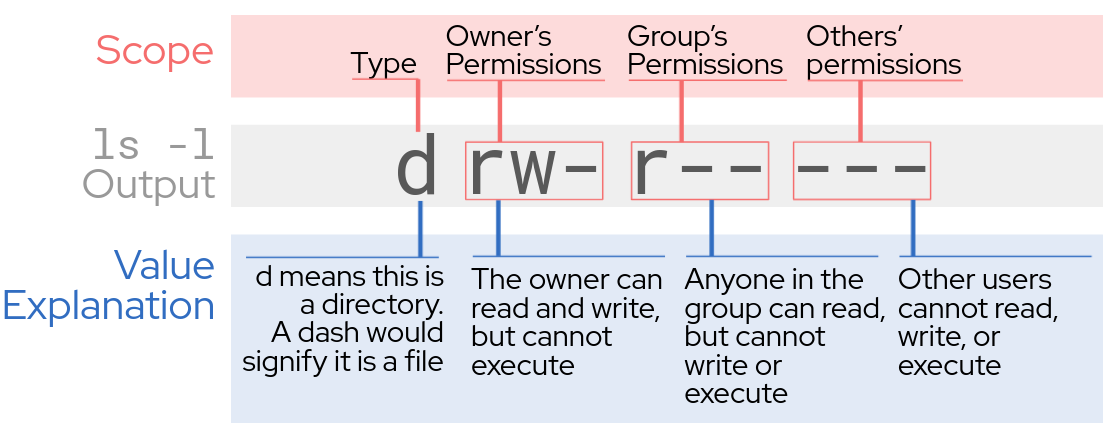 Scope
Type
Owner's
Permissions
Group's
Permissions
Others'
permissions
ls -l
Output
d rw- r-- ---
Value
Explanation
d means this is
a directory.
A dash would
signify it is a file
The owner can
read and write,
but cannot
execute
Anyone in the
group can read,
but cannot
write or
execute
Other users
cannot read,
write, or
execute